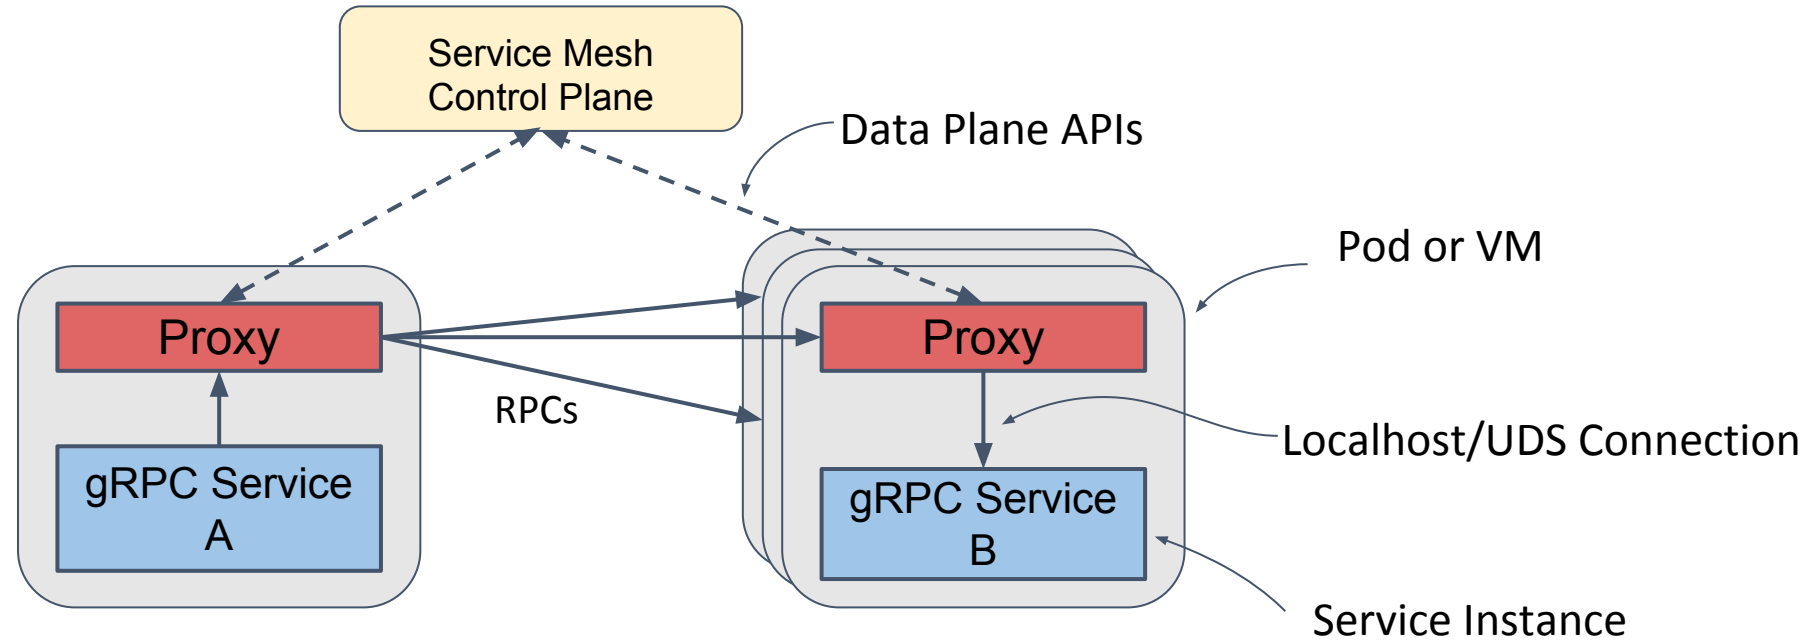 Service Mesh
Control Plane
Data Plane APIs
Pod or VM
Proxy
Proxy
RPCs
Localhost/UDS Connection
gRPC Service
A
gRPC Service
B
Service Instance